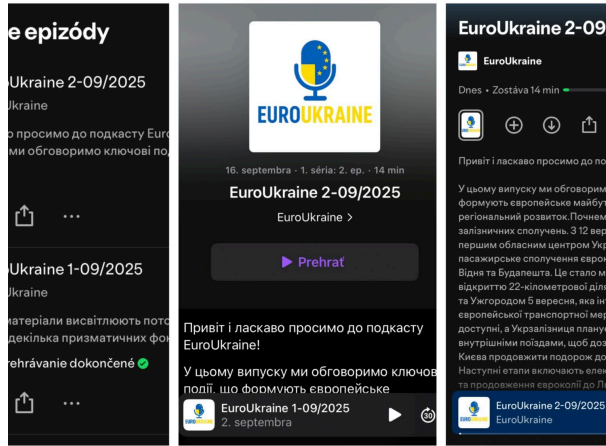 e epizódy
Ukraine 2-09/2025
Ukraine
о просимо до подкасту Euro
ми обговоримо ключові по
Ukraine 1-09/2025
Ukraine
матеріали висвітлюють пото
декілька призматичних фо
rehrávanie dokončené
EUROUKRAINE
16. septembra · 1. séria: 2. ep. · 14 min
EuroUkraine 2-09/2025
EuroUkraine >
Prehrať
Привіт і ласкаво просимо до подкасту
EuroUkraine!
У цьому випуску ми обговоримо ключов
події, що формують європейське
EuroUkraine 1-09/2025
2. septembra
30
EuroUkraine 2-09
EuroUkraine
Dnes • Zostáva 14 min
Привіт і ласкаво просимо до по
У цьому випуску ми обговорим
формують європейське майбут
регіональний розвиток.Почнем
залізничних сполучень. З 12 вер
першим обласним центром Укр
пасажирське сполучення єврок
Відня та Будапешта. Це стало м
відкриттю 22-кілометрової діля
та Ужгородом 5 вересня, яка ін
європейської транспортної мер
доступні, а Укрзалізниця плану
внутрішніми поїздами, щоб доз
Києва продовжити подорож до
Наступні етапи включають елек
та продовження євроколії до Л
EuroUkraine 2-09/2025
EuroUkraine